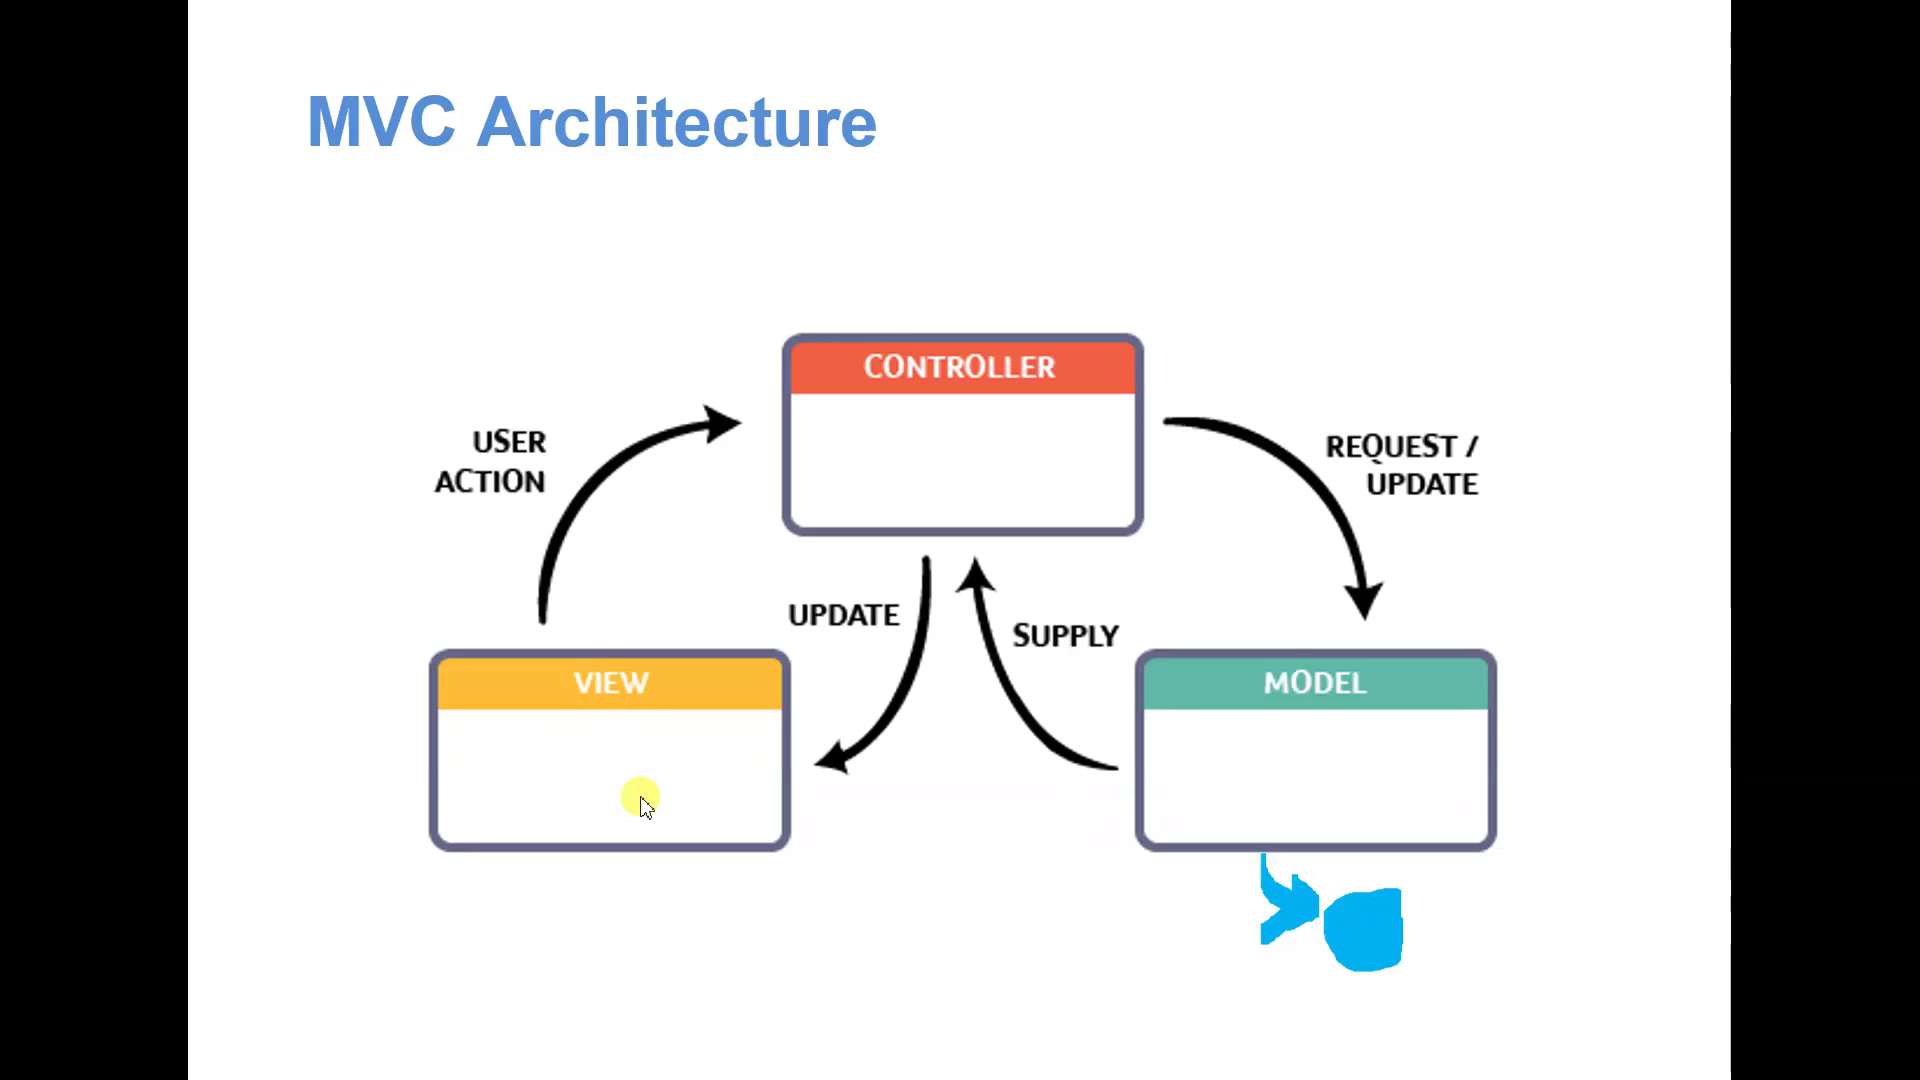 MVC Architecture
CONTROLLER
USER
ACTION
REQUEST /
UPDATE
UPDATE
SUPPLY
VIEW
MODEL